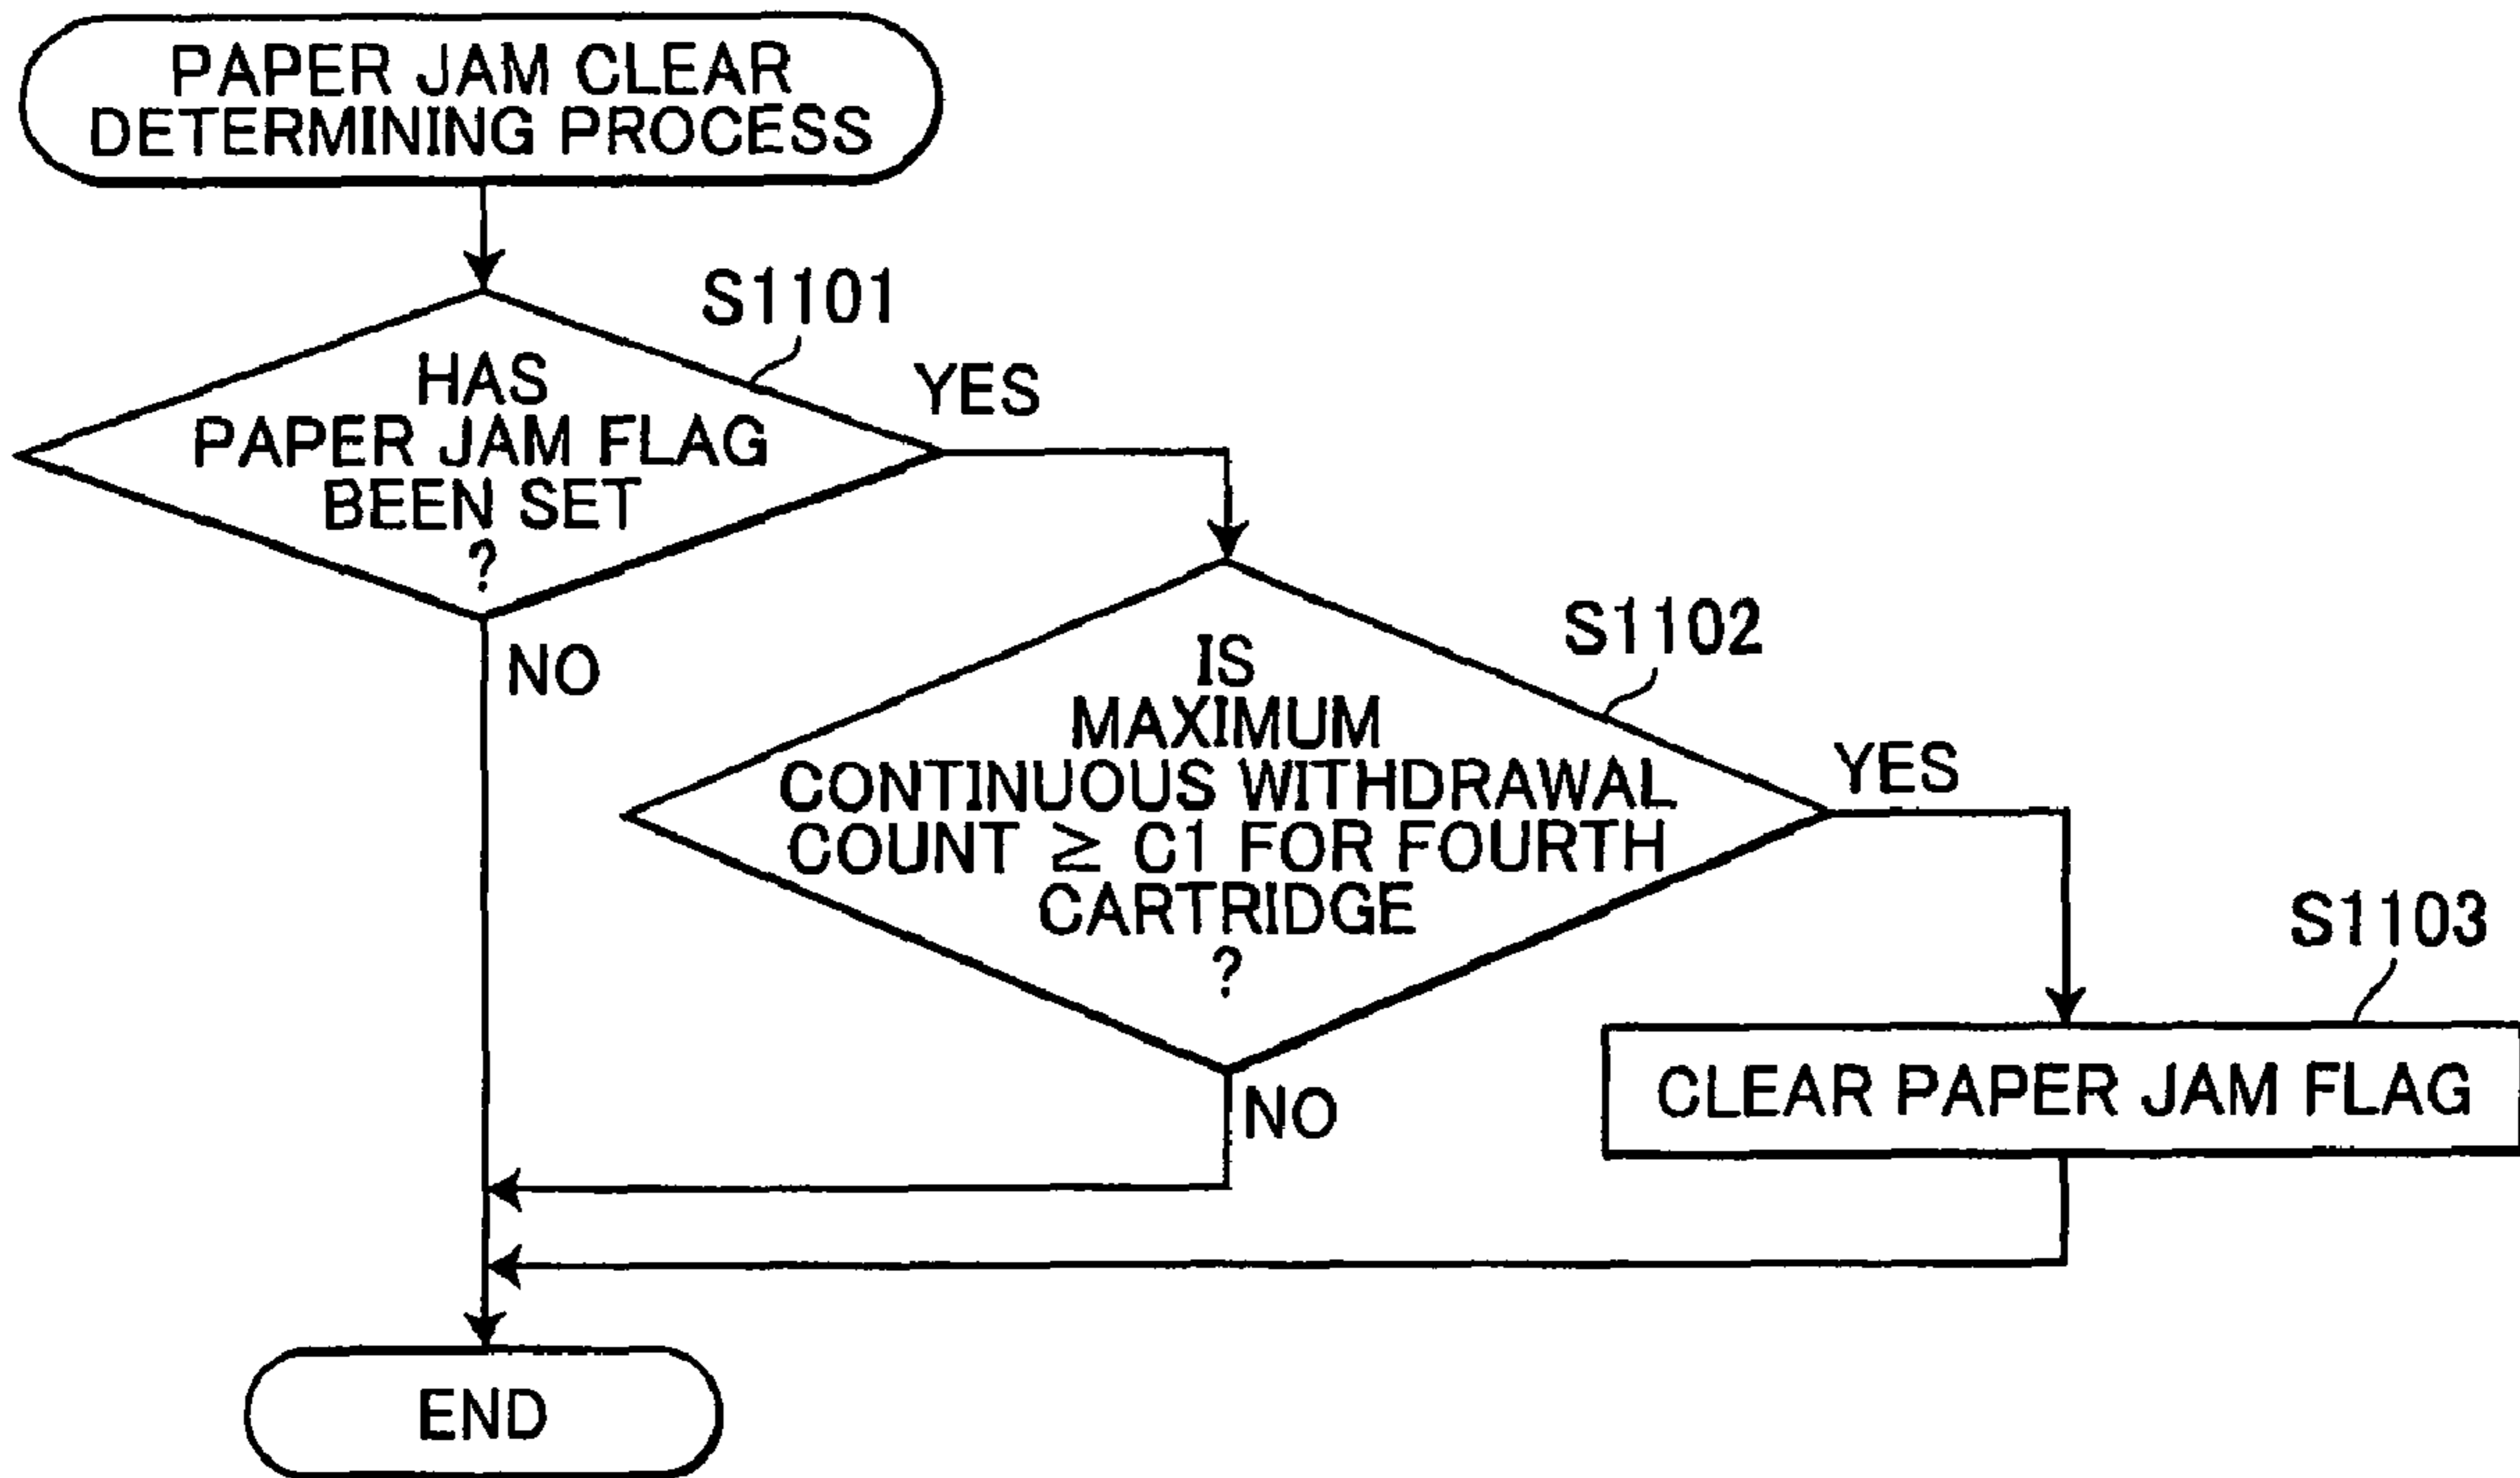 PAPER JAM CLEAR
DETERMINING PROCESS
S1101
HAS
PAPER JAM FLAG
BEEN SET
?
YES
NO
S1102
IS
MAXIMUM
CONTINUOUS WITHDRAWAL
COUNT ≧ C1 FOR FOURTH
CARTRIDGE
?
YES
NO
S1103
CLEAR PAPER JAM FLAG
END